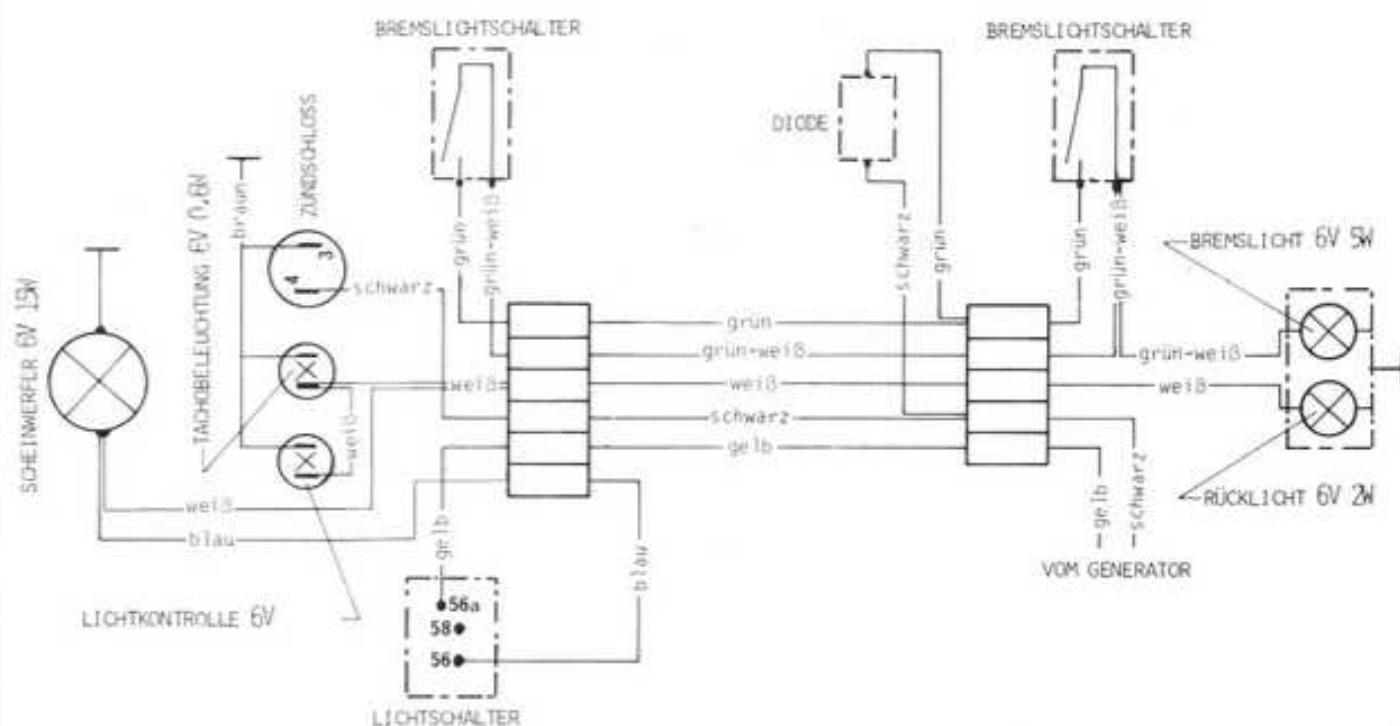 BREMSLICHTSCHALTER
BREMSLICHTSCHALTER
DIODE
ZÜNDSCHLOSS
TACHOBELEUCHTUNG 6V 0,6W
braun
SCHEINWERFER 6V 15W
3
4
schwarz
grün
grün-weiß
schwarz
grün
grün
grün-weiß
BREMSLICHT 6V 5W
grün
grün-weiß
grün-weiß
weiß
weiß
weiß
weiß
schwarz
gelb
weiß
blau
gelb
blau
gelb
schwarz
RÜCKLICHT 6V 2W
VOM GENERATOR
LICHTKONTROLLE 6V
56a
58
56
LICHTSCHALTER